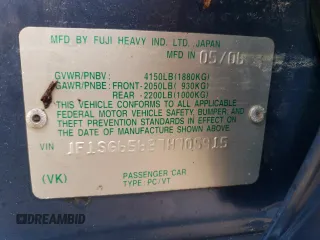 MFD BY FUJI HEAVY IND. LTD. JAPAN
MFD IN 05/06
GVWR/PNBV: 4150LB(1880KG)
GAWR/PNBE: FRONT-2050LB( 930KG)
REAR -2200LB(1000KG)
THIS VEHICLE CONFORMS TO ALL APPLICABLE
FEDERAL MOTOR VEHICLE SAFETY, BUMPER, AND
THEFT PREVENTION STANDARDS IN EFFECT ON
THE DATE OF MANUFACTURE SHOWN ABOVE.
VIN
(VK)
PASSENGER CAR
TYPE: PC/VT
DREAMBID